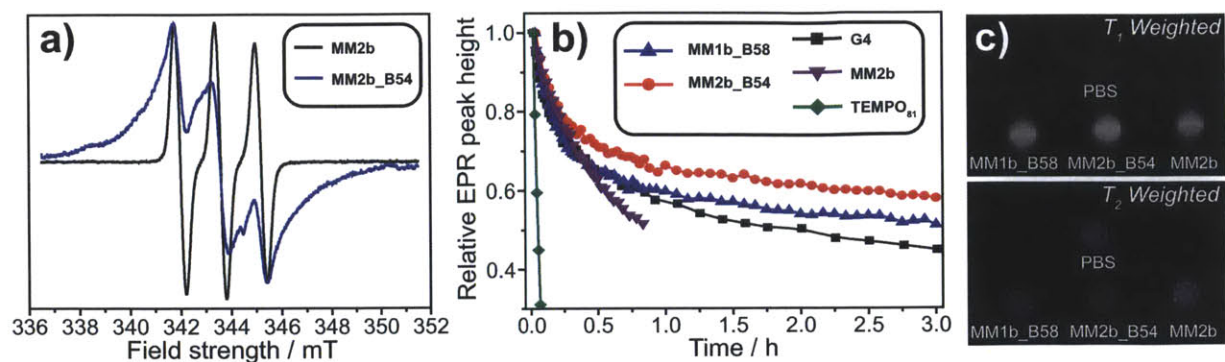 a)
MM2b
MM2b_B54
336 338 340 342 344 346 348 350 352
Field strength / mT
b)
MM1b_B58
MM2b_B54
G4
MM2b
TEMPO₈₁
1.0
0.8
0.6
0.4
0.0 0.5 1.0 1.5 2.0 2.5 3.0
Relative EPR peak height
Time / h
c)
T₁ Weighted
PBS
MM1b_B58 MM2b_B54 MM2b
T₂ Weighted
PBS
MM1b_B58 MM2b_B54 MM2b